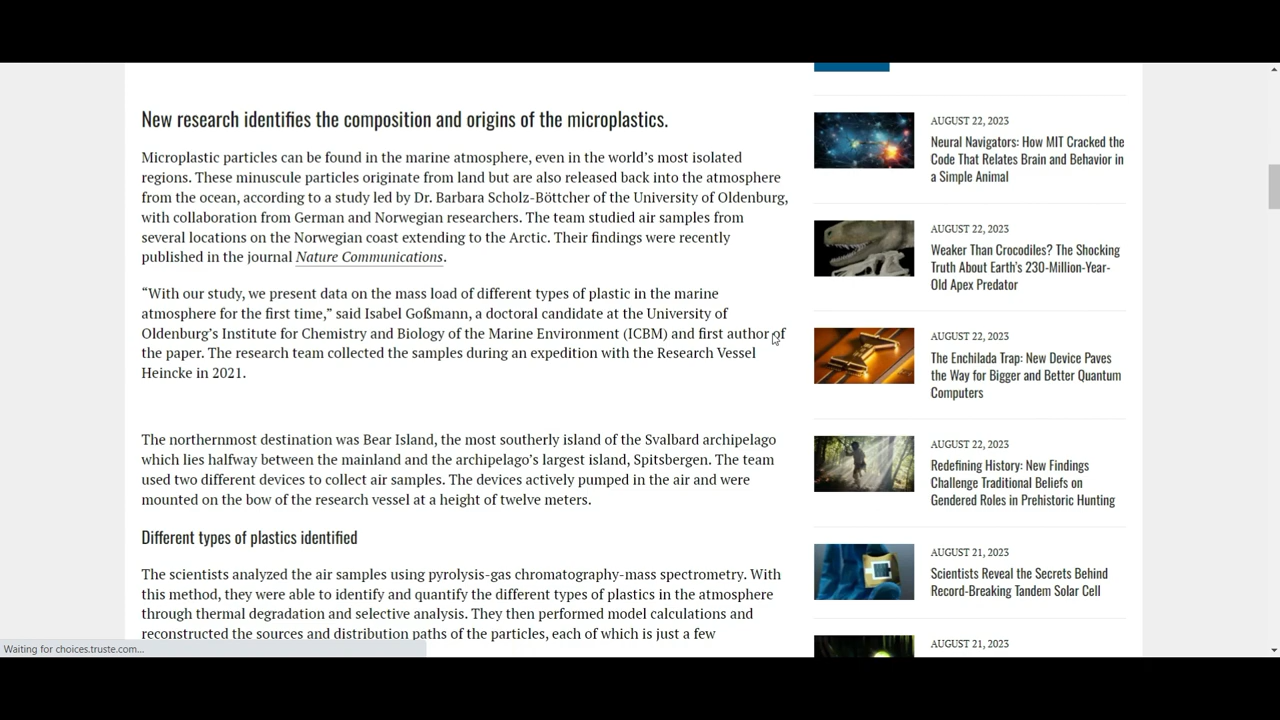 New research identifies the composition and origins of the microplastics.
Microplastic particles can be found in the marine atmosphere, even in the world's most isolated
regions. These minuscule particles originate from land but are also released back into the atmosphere
from the ocean, according to a study led by Dr. Barbara Scholz-Böttcher of the University of Oldenburg,
with collaboration from German and Norwegian researchers. The team studied air samples from
several locations on the Norwegian coast extending to the Arctic. Their findings were recently
published in the journal Nature Communications.
“With our study, we present data on the mass load of different types of plastic in the marine
atmosphere for the first time,” said Isabel Goßmann, a doctoral candidate at the University of
Oldenburg's Institute for Chemistry and Biology of the Marine Environment (ICBM) and first author of
the paper. The research team collected the samples during an expedition with the Research Vessel
Heincke in 2021.
The northernmost destination was Bear Island, the most southerly island of the Svalbard archipelago
which lies halfway between the mainland and the archipelago's largest island, Spitsbergen. The team
used two different devices to collect air samples. The devices actively pumped in the air and were
mounted on the bow of the research vessel at a height of twelve meters.
Different types of plastics identified
The scientists analyzed the air samples using pyrolysis-gas chromatography-mass spectrometry. With
this method, they were able to identify and quantify the different types of plastics in the atmosphere
through thermal degradation and selective analysis. They then performed model calculations and
reconstructed the sources and distribution paths of the particles, each of which is just a few
Waiting for choices.truste.com...
AUGUST 22, 2023
Neural Navigators: How MIT Cracked the
Code That Relates Brain and Behavior in
a Simple Animal
AUGUST 22, 2023
Weaker Than Crocodiles? The Shocking
Truth About Earth's 230-Million-Year-
Old Apex Predator
AUGUST 22, 2023
The Enchilada Trap: New Device Paves
the Way for Bigger and Better Quantum
Computers
AUGUST 22, 2023
Redefining History: New Findings
Challenge Traditional Beliefs on
Gendered Roles in Prehistoric Hunting
AUGUST 21, 2023
Scientists Reveal the Secrets Behind
Record-Breaking Tandem Solar Cell
AUGUST 21, 2023